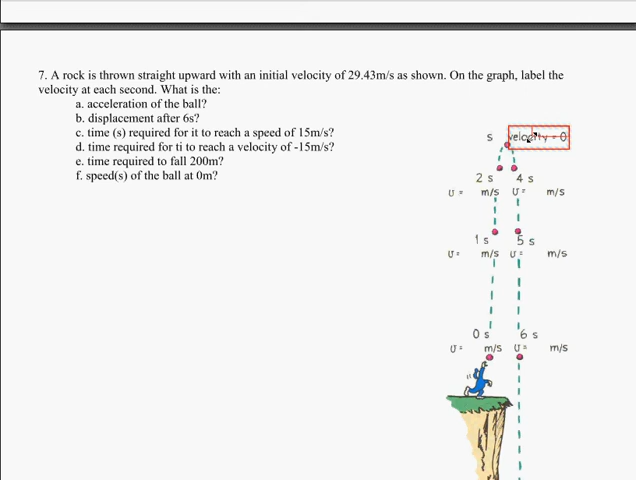 7. A rock is thrown straight upward with an initial velocity of 29.43m/s as shown. On the graph, label the
velocity at each second. What is the:
a. acceleration of the ball?
b. displacement after 6s?
c. time (s) required for it to reach a speed of 15m/s?
d. time required for ti to reach a velocity of -15m/s?
e. time required to fall 200m?
f. speed(s) of the ball at 0m?
s velocity = 0
2 s 4 s
υ = m/s υ = m/s
1 s 5 s
υ = m/s υ = m/s
0 s 6 s
υ = m/s υ = m/s